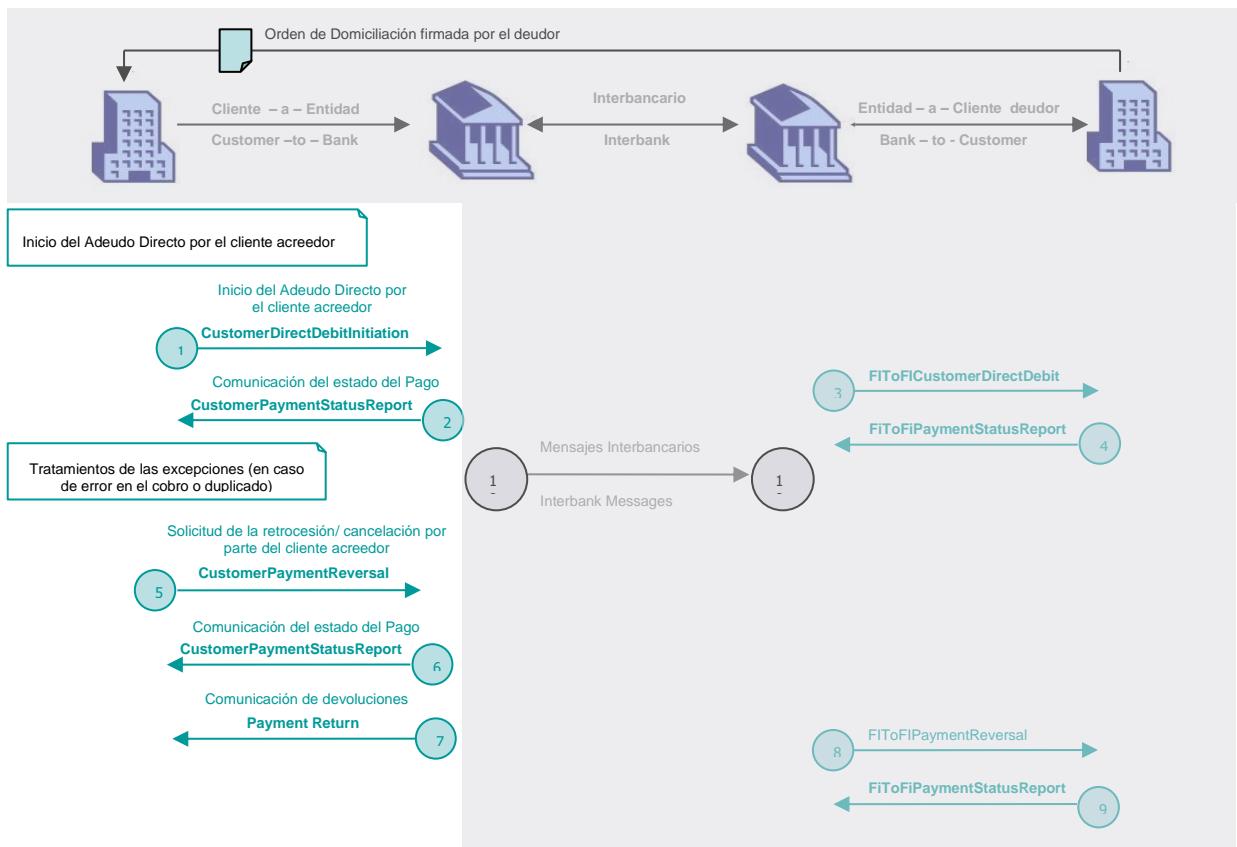 Orden de Domiciliación firmada por el deudor
Cliente – a – Entidad
Customer –to – Bank
Interbancario
Interbank
Entidad – a – Cliente deudor
Bank – to - Customer
Inicio del Adeudo Directo por el cliente acreedor
Inicio del Adeudo Directo por
el cliente acreedor
CustomerDirectDebitInitiation
1
Comunicación del estado del Pago
CustomerPaymentStatusReport
2
FIToFICustomerDirectDebit
3
FiToFiPaymentStatusReport
4
Tratamientos de las excepciones (en caso
de error en el cobro o duplicado)
Mensajes Interbancarios
1
-
1
-
Interbank Messages
Solicitud de la retrocesión/ cancelación por
parte del cliente acreedor
CustomerPaymentReversal
5
Comunicación del estado del Pago
CustomerPaymentStatusReport
6
Comunicación de devoluciones
Payment Return
7
FIToFIPaymentReversal
8
FiToFiPaymentStatusReport
9